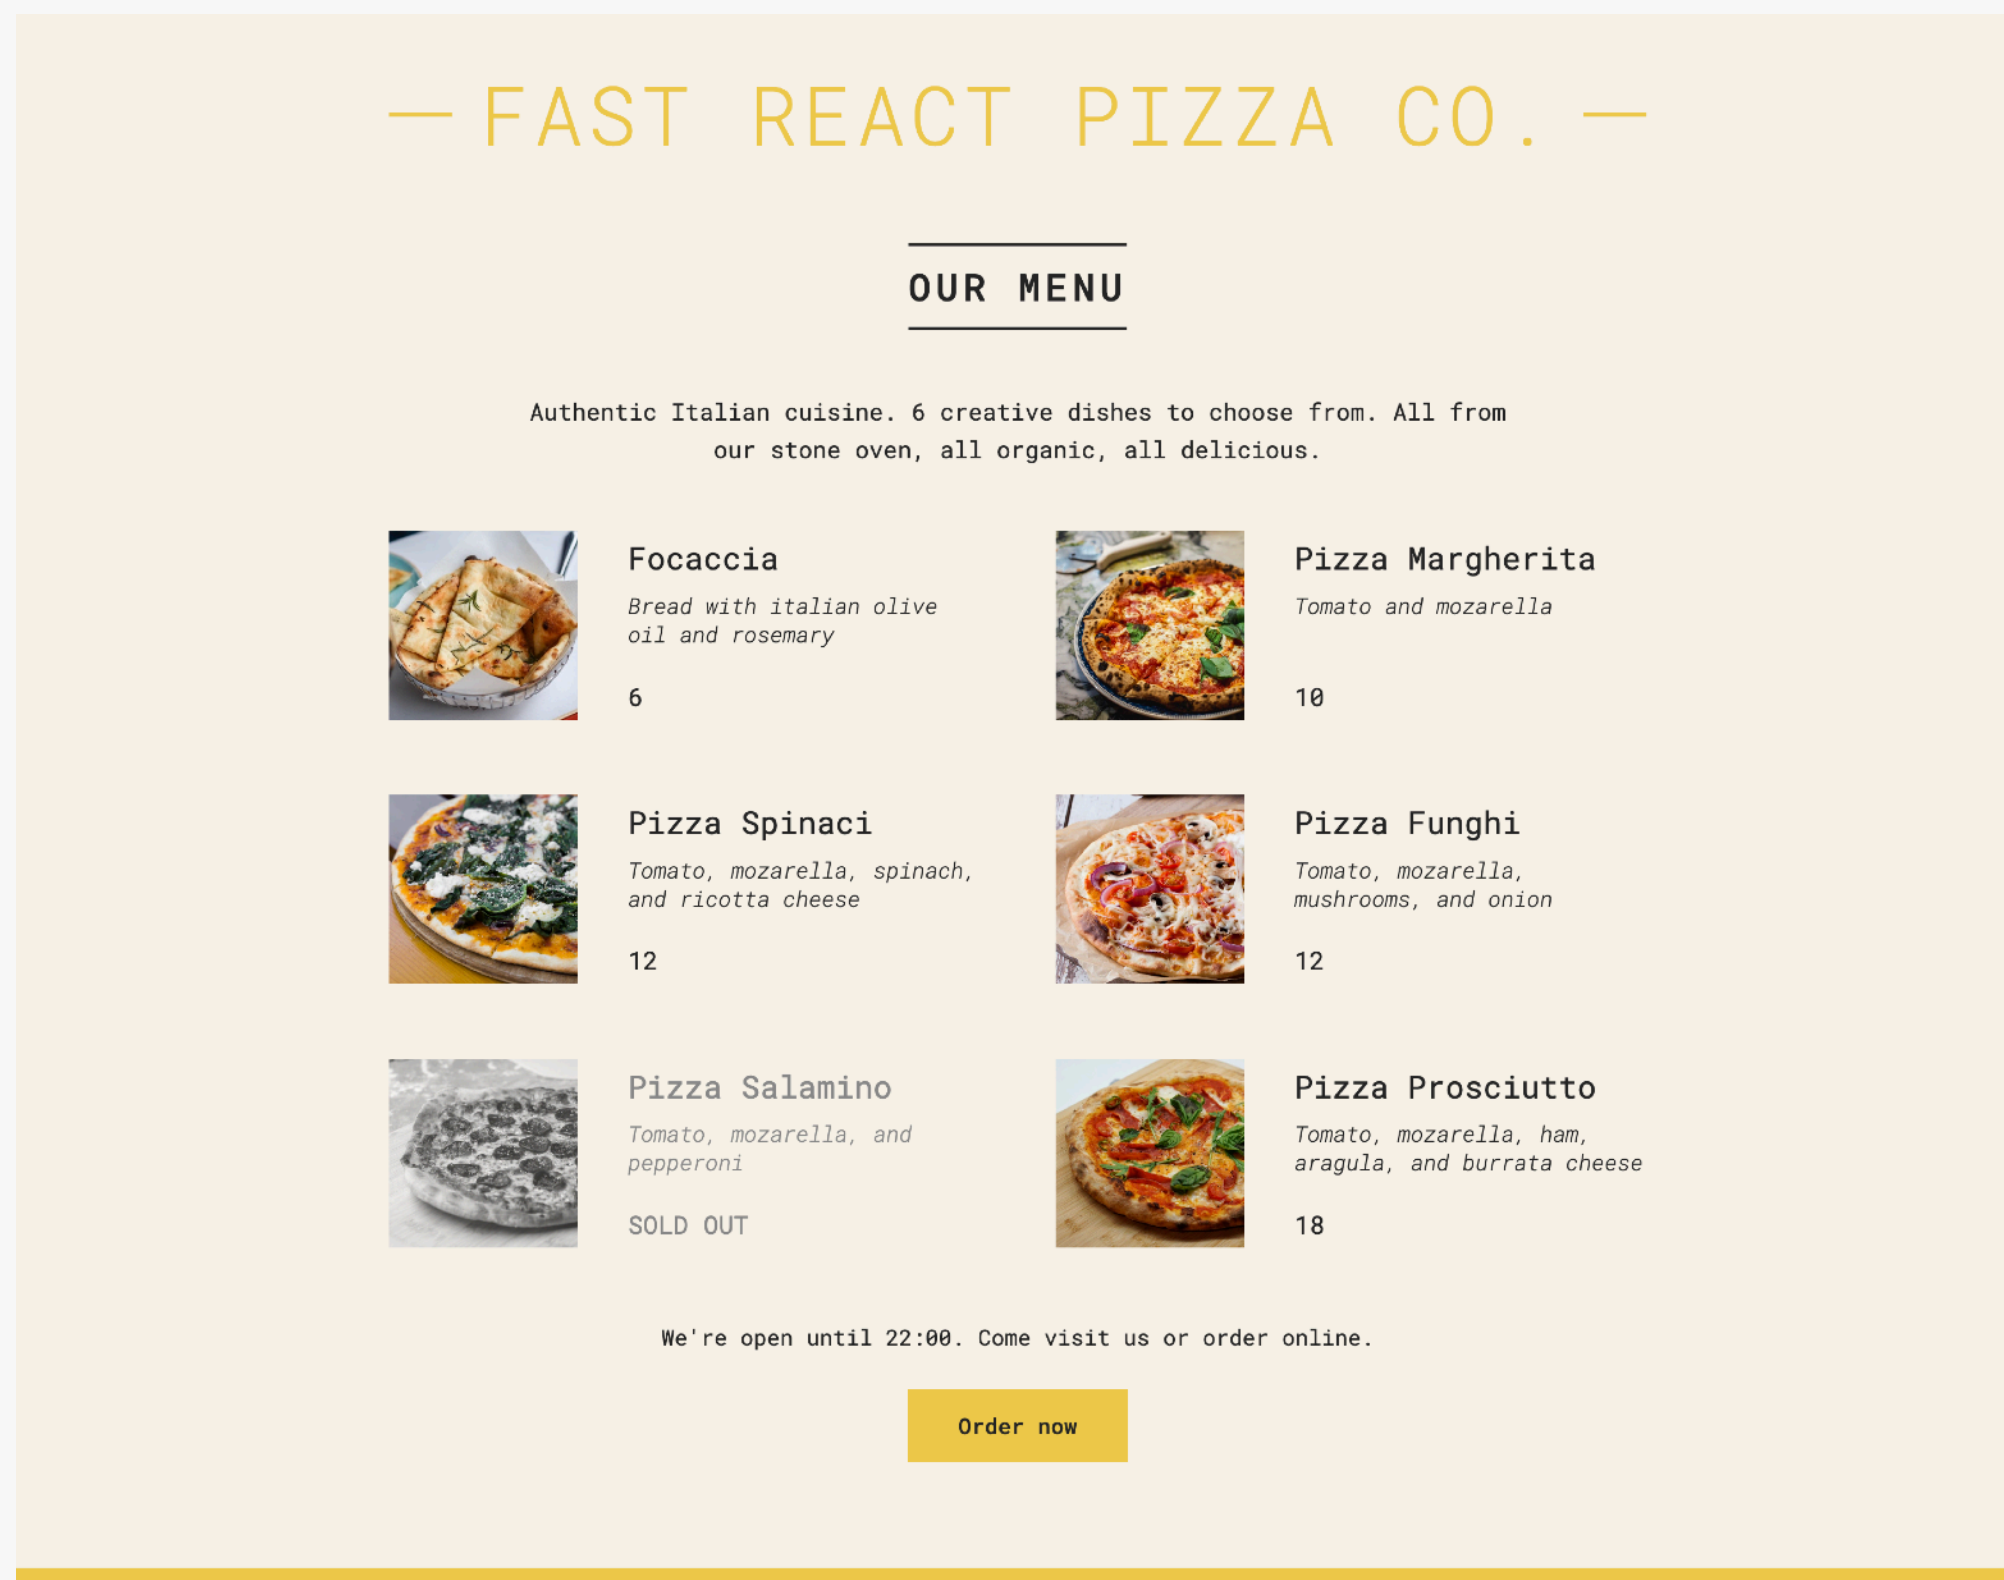 — FAST REACT PIZZA CO. —
OUR MENU
Authentic Italian cuisine. 6 creative dishes to choose from. All from
our stone oven, all organic, all delicious.
Focaccia
Bread with italian olive
oil and rosemary
6
Pizza Margherita
Tomato and mozarella
10
Pizza Spinaci
Tomato, mozarella, spinach,
and ricotta cheese
12
Pizza Funghi
Tomato, mozarella,
mushrooms, and onion
12
Pizza Salamino
Tomato, mozarella, and
pepperoni
SOLD OUT
Pizza Prosciutto
Tomato, mozarella, ham,
aragula, and burrata cheese
18
We're open until 22:00. Come visit us or order online.
Order now